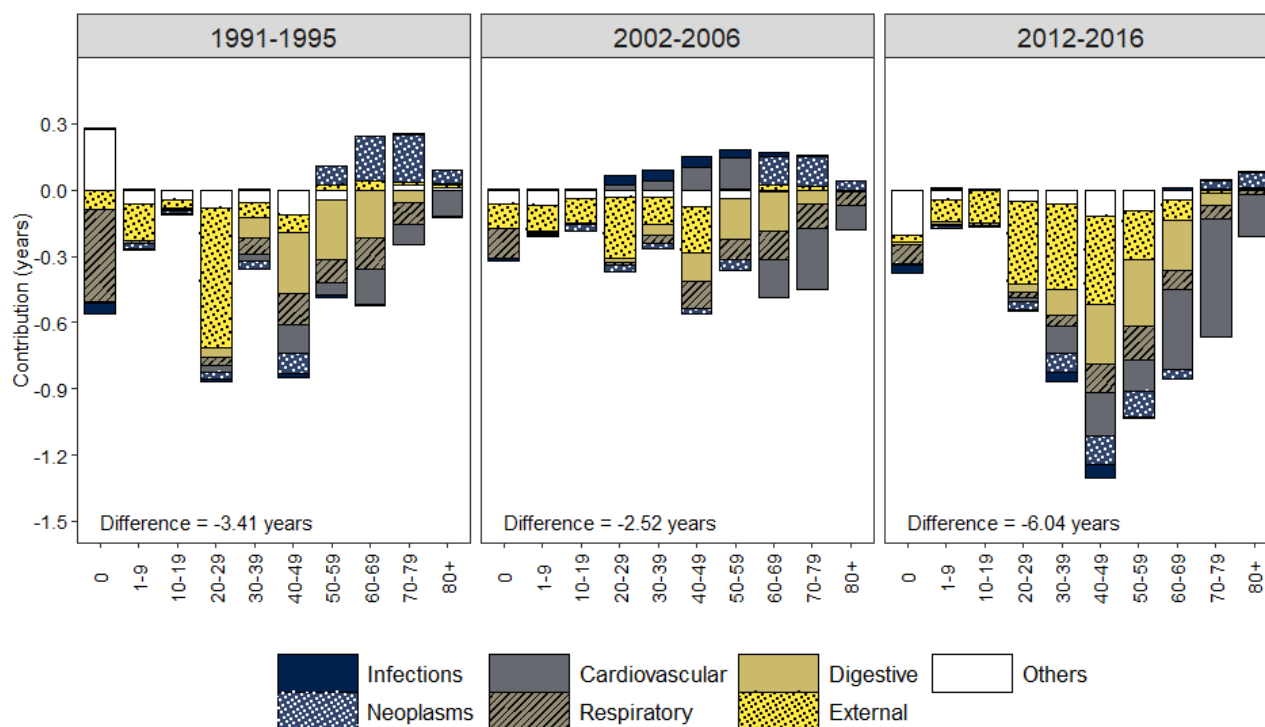 1991-1995 2002-2006 2012-2016
Contribution (years)
0.3
0.0
-0.3
-0.6
-0.9
-1.2
-1.5
Difference = -3.41 years Difference = -2.52 years Difference = -6.04 years
0 1-9 10-19 20-29 30-39 40-49 50-59 60-69 70-79 80+ 0 1-9 10-19 20-29 30-39 40-49 50-59 60-69 70-79 80+ 0 1-9 10-19 20-29 30-39 40-49 50-59 60-69 70-79 80+
Infections Cardiovascular Digestive Others
Neoplasms Respiratory External